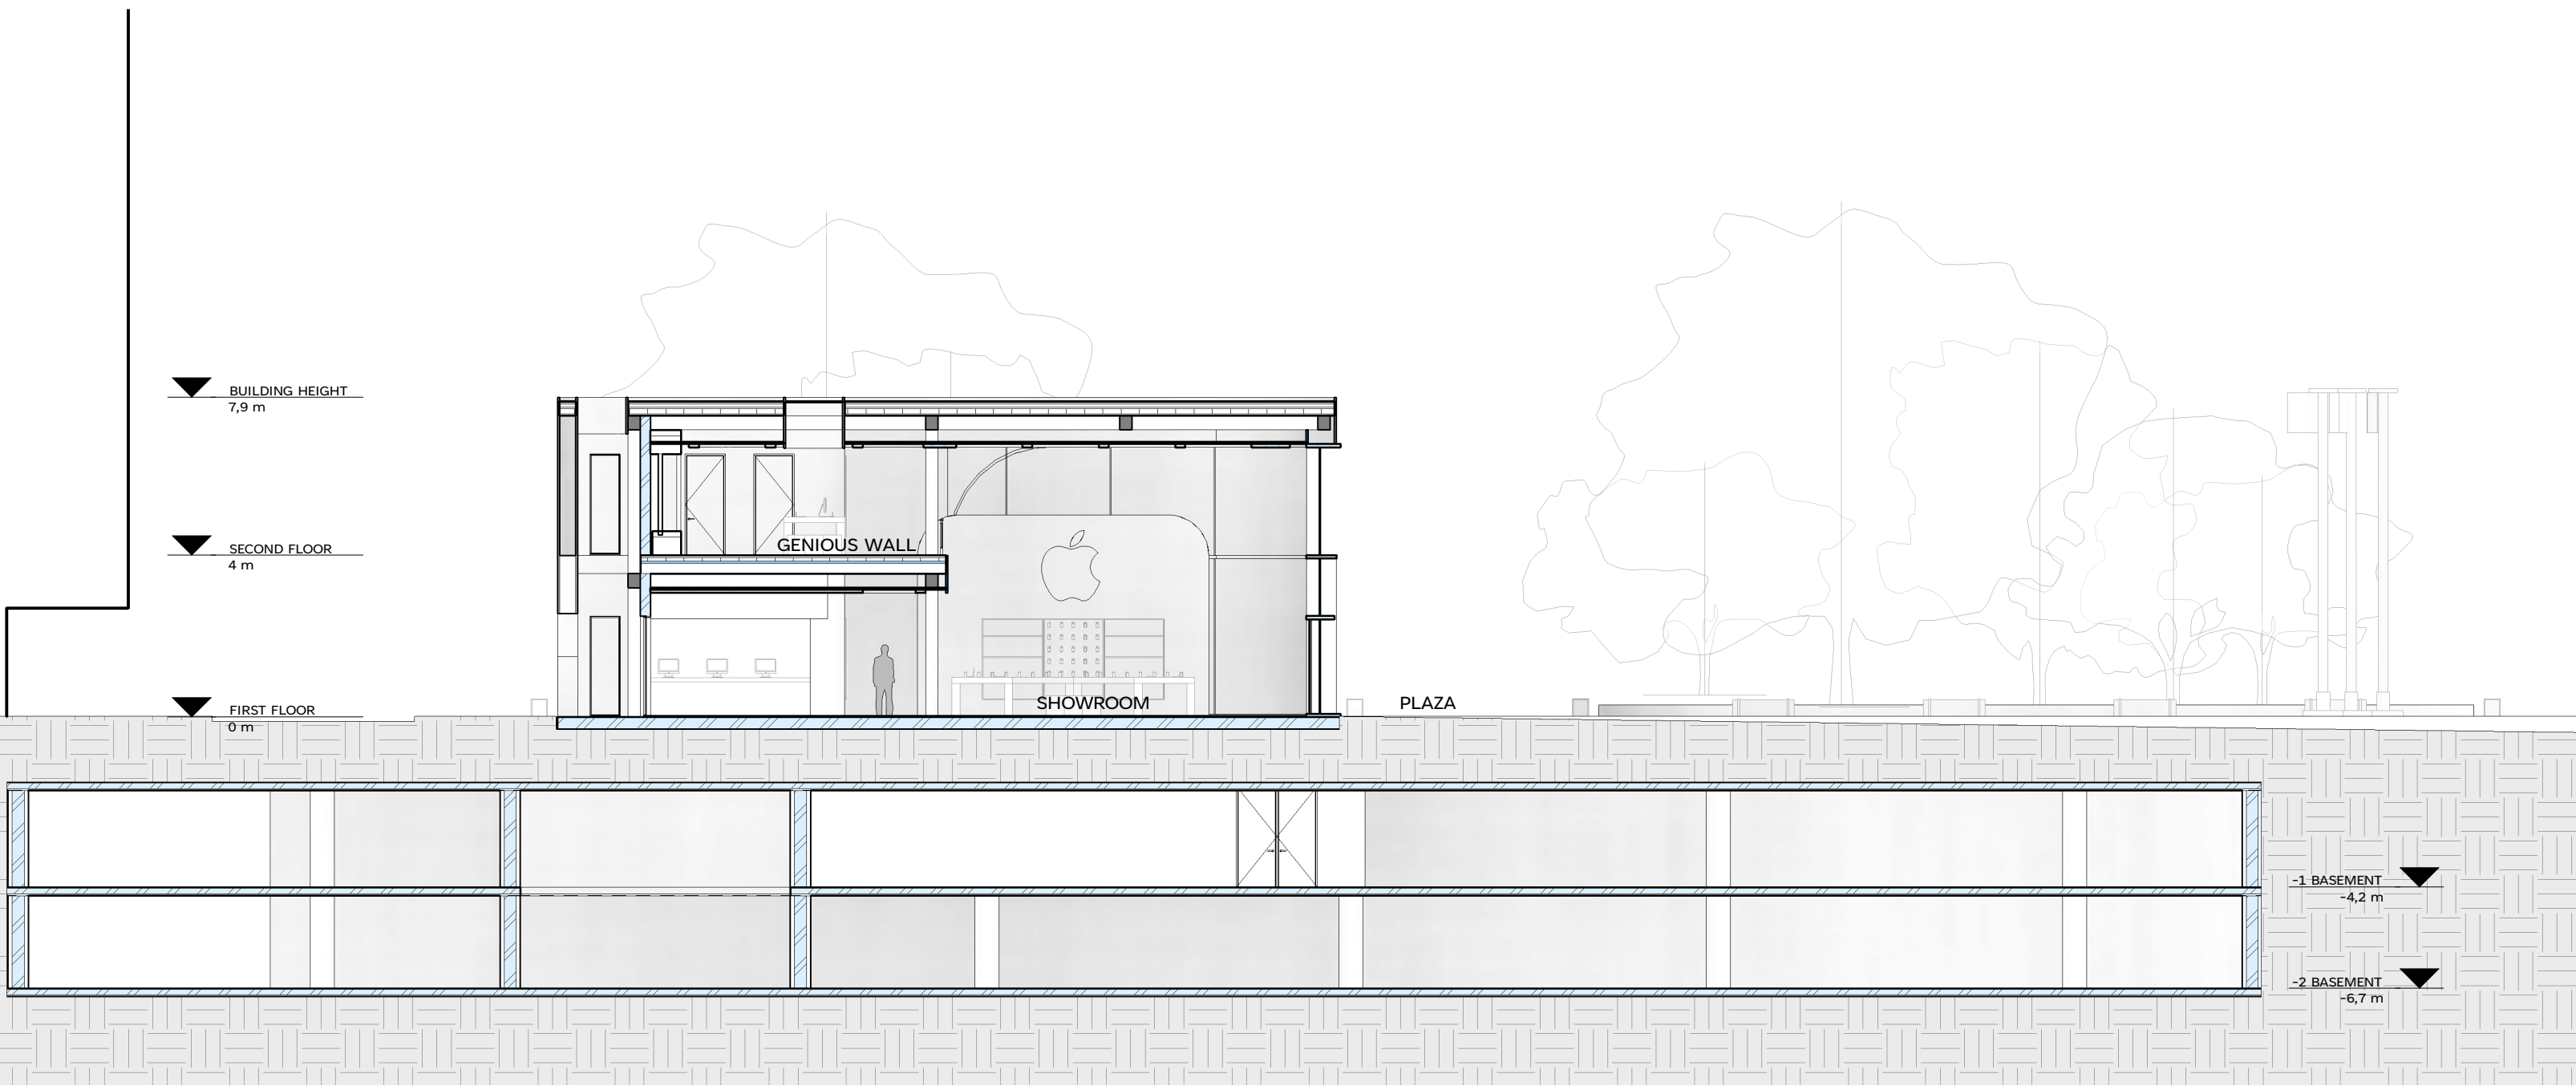 BUILDING HEIGHT
7,9 m
SECOND FLOOR
4 m
GENIOUS WALL
FIRST FLOOR
0 m
SHOWROOM
PLAZA
-1 BASEMENT
-4,2 m
-2 BASEMENT
-6,7 m